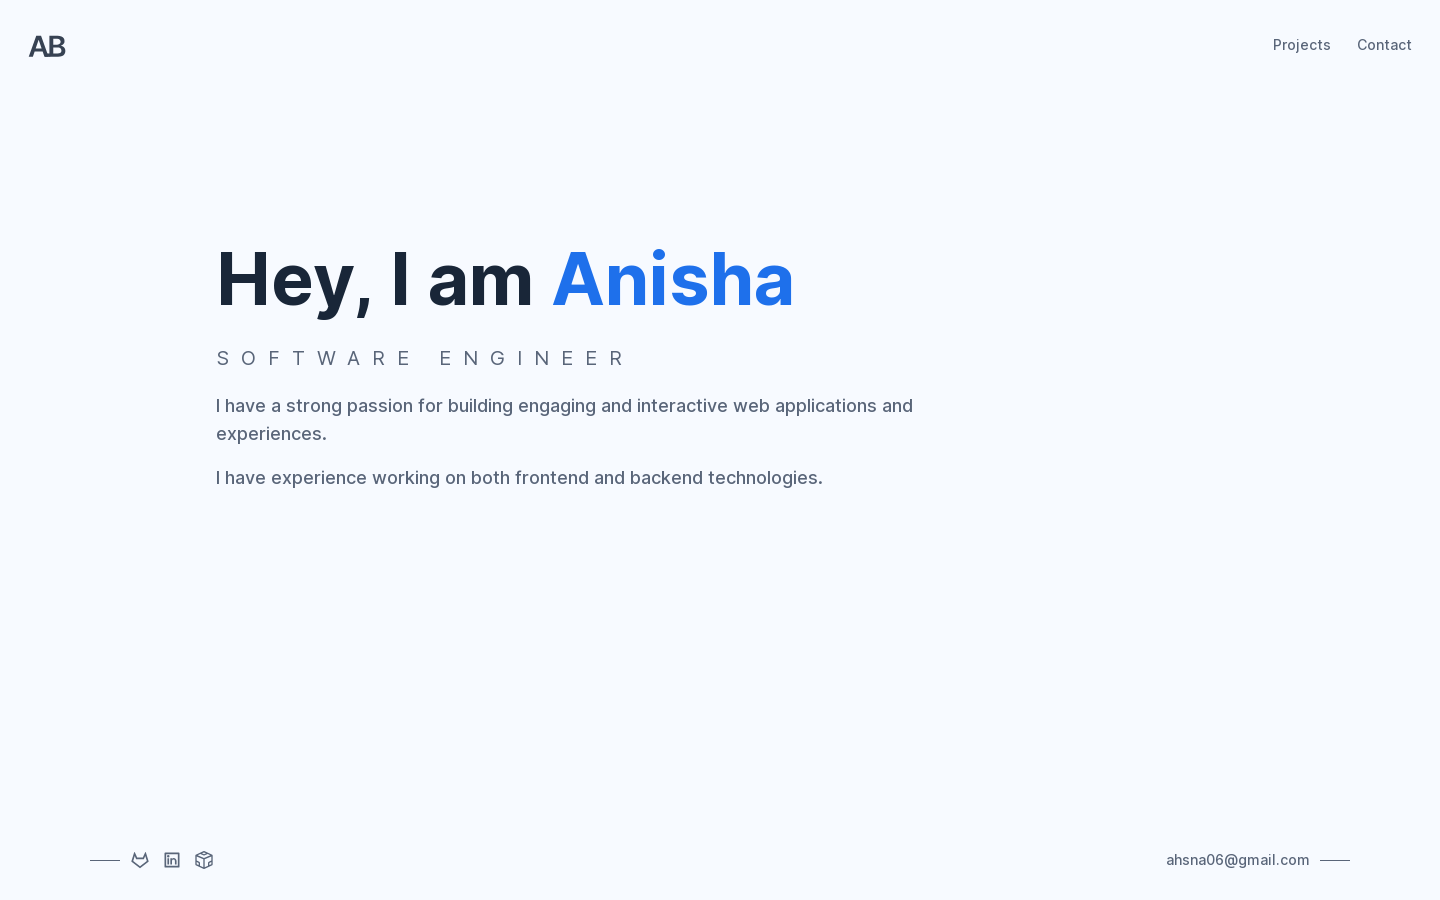 AB
Projects
Contact
Hey, I am Anisha
SOFTWARE ENGINEER
I have a strong passion for building engaging and interactive web applications and
experiences.
I have experience working on both frontend and backend technologies.
in
ahsna06@gmail.com